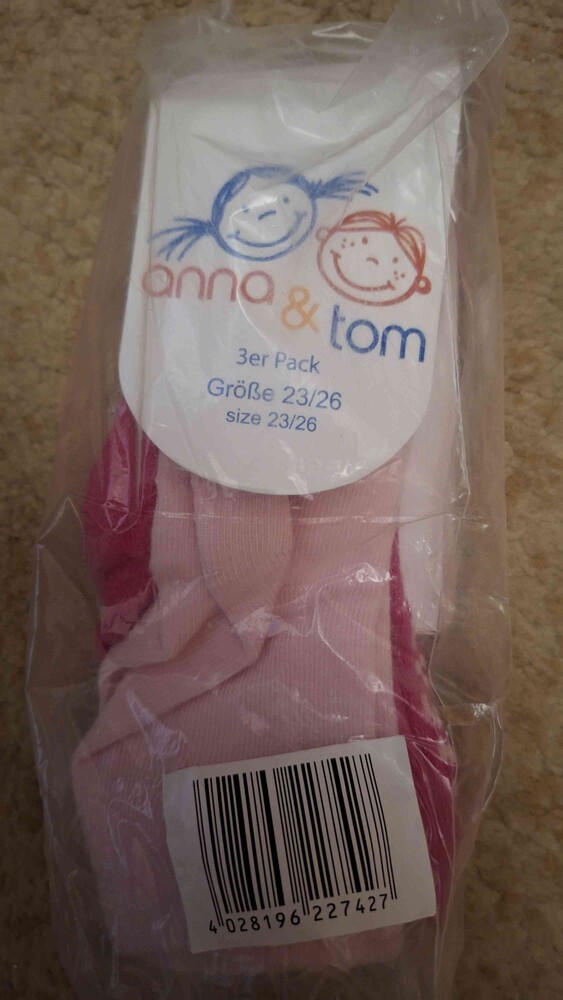 anna & tom
3er Pack
Größe 23/26
size 23/26
4 028196 227427